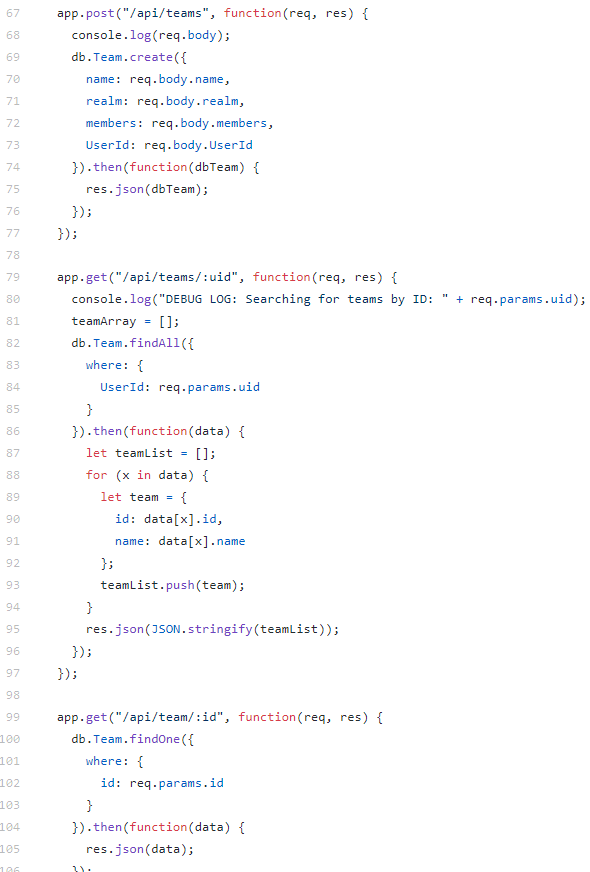 67 app.post("/api/teams", function(req, res) {
68 console.log(req.body);
69 db.Team.create({
70 name: req.body.name,
71 realm: req.body.realm,
72 members: req.body.members,
73 UserId: req.body.UserId
74 }).then(function(dbTeam) {
75 res.json(dbTeam);
76 });
77 });
78
79 app.get("/api/teams/:uid", function(req, res) {
80 console.log("DEBUG LOG: Searching for teams by ID: " + req.params.uid);
81 teamArray = [];
82 db.Team.findAll({
83 where: {
84 UserId: req.params.uid
85 }
86 }).then(function(data) {
87 let teamList = [];
88 for (x in data) {
89 let team = {
90 id: data[x].id,
91 name: data[x].name
92 };
93 teamList.push(team);
94 }
95 res.json(JSON.stringify(teamList));
96 });
97 });
98
99 app.get("/api/team/:id", function(req, res) {
100 db.Team.findOne({
101 where: {
102 id: req.params.id
103 }
104 }).then(function(data) {
105 res.json(data);
106 });